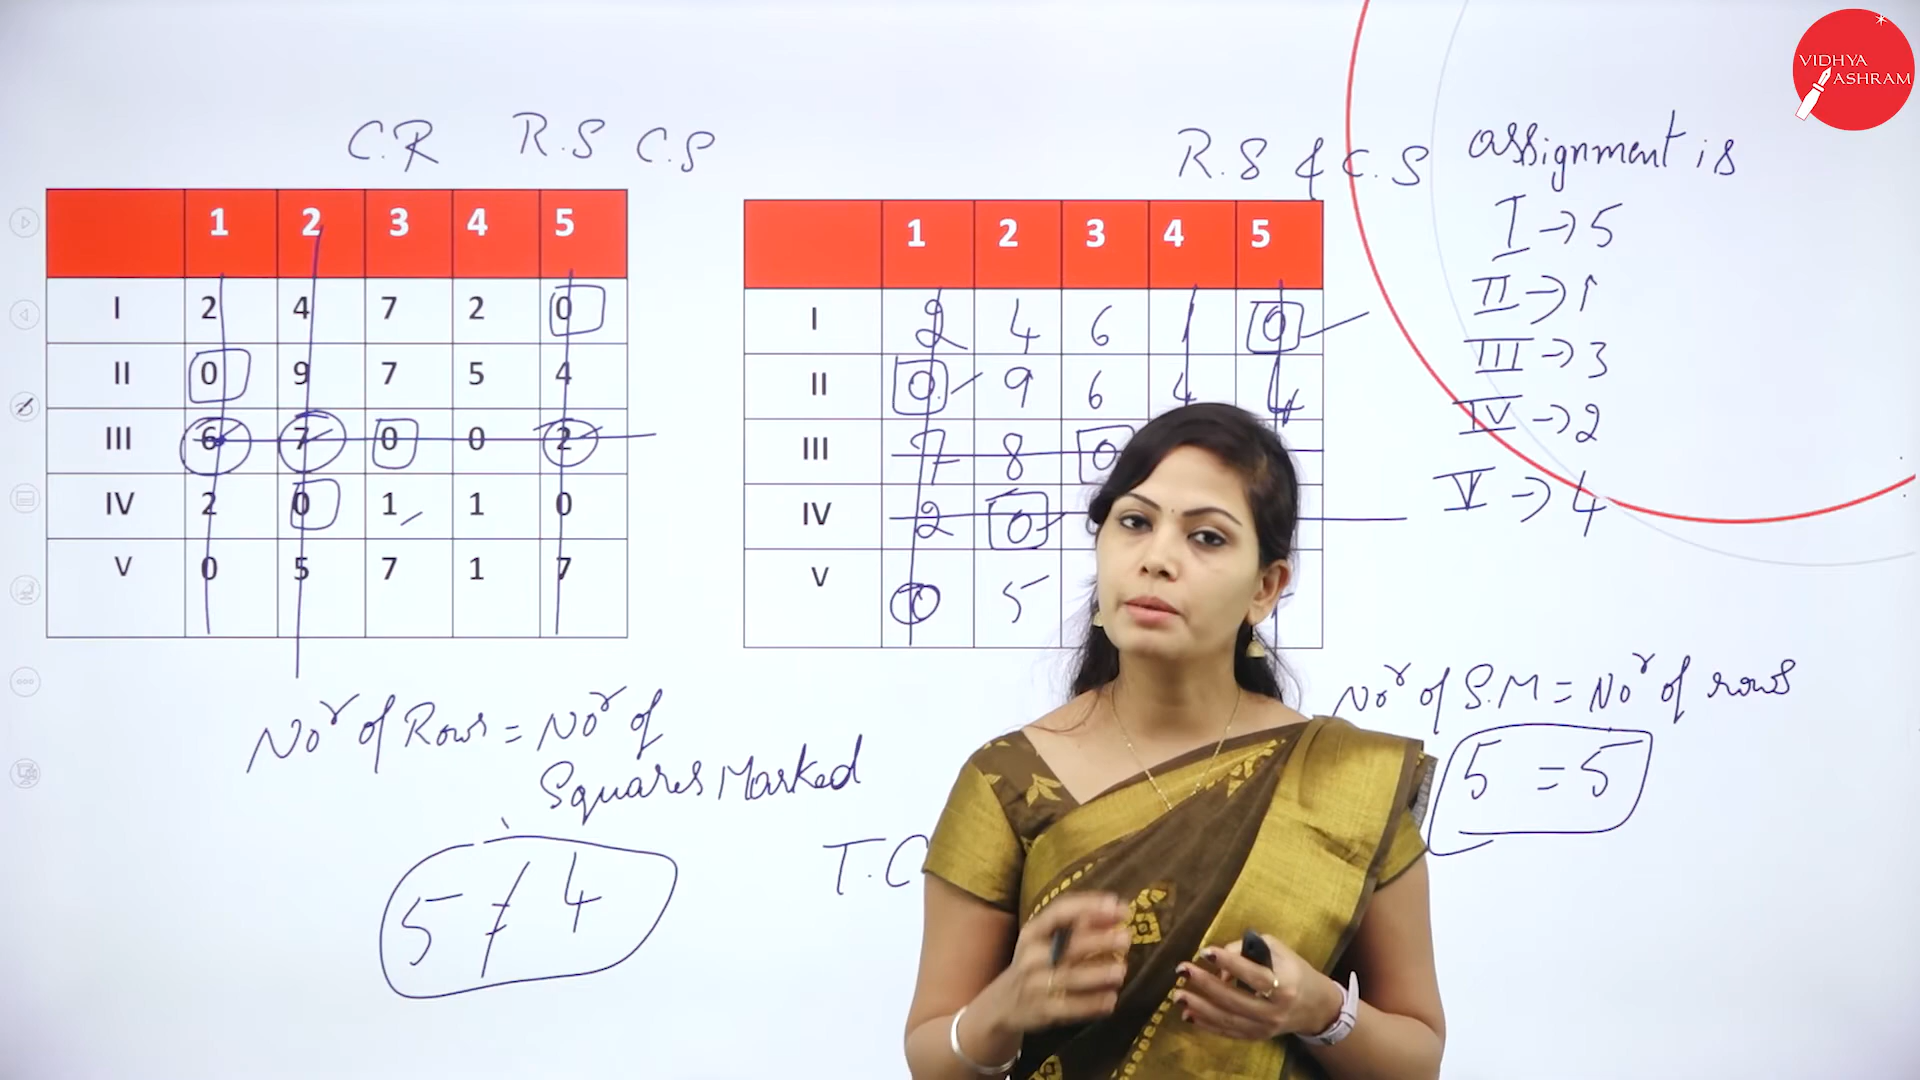 VIDHYA
ASHRAM
C.R R.S C.S
1 2 3 4 5
I 2 4 7 2 0
II 0 9 7 5 4
III 6 7 0 0 2
IV 2 0 1 1 0
V 0 5 7 1 7
No^r of Rows = No^r of
Squares Marked
5 ≠ 4
R.S & C.S
1 2 3 4 5
I 2 4 6 1 0
II 0 9 6 4 4
III 7 8 0
IV 2 0
V 0 5
T.C
assignment is
I → 5
II → 1
III → 3
IV → 2
V → 4
No^r of S.M = No^r of rows
5 = 5